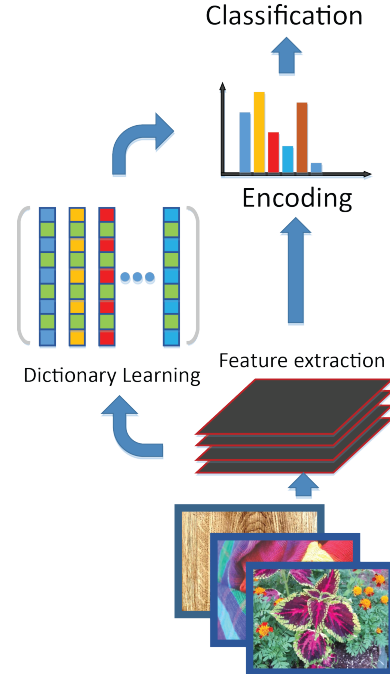 Classification
Encoding
Feature extraction
Dictionary Learning